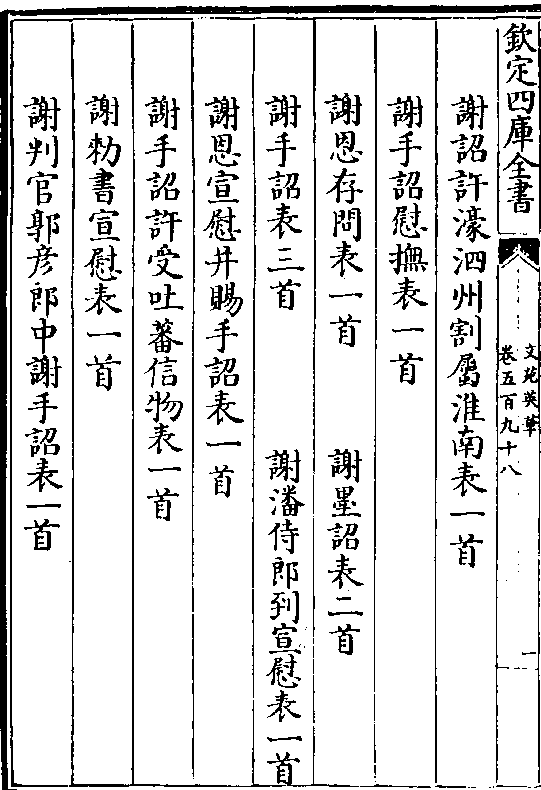 欽定四庫全書
文苑英華
卷五百九十八
一
謝詔許濠泗州割屬淮南表一首
謝手詔慰撫表一首
謝恩存問表一首 謝墨詔表二首
謝手詔表三首 謝潘侍郎到宣慰表一首
謝恩宣慰并賜手詔表一首
謝手詔許受吐蕃信物表一首
謝勑書宣慰表一首
謝判官郭彦郎中謝手詔表一首